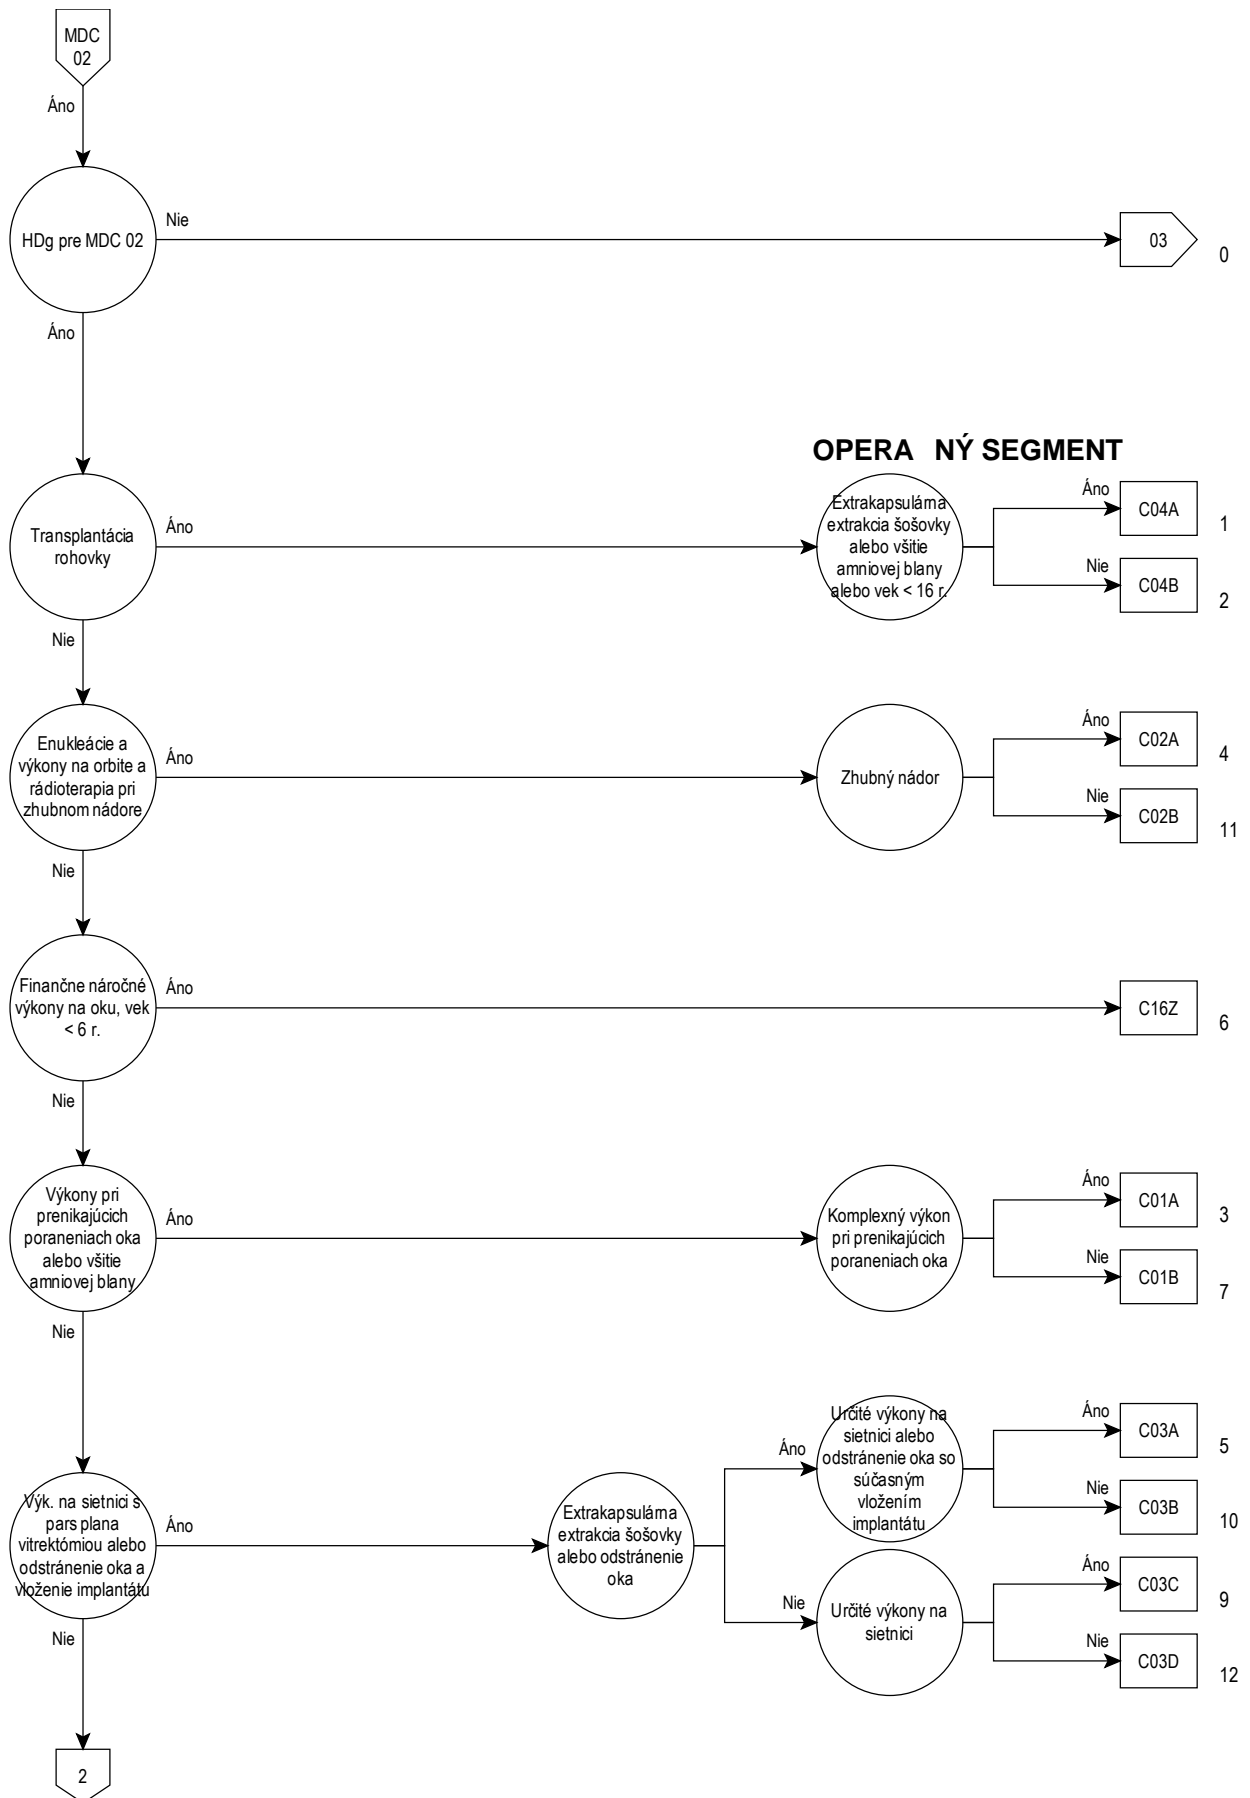 MDC
02
Áno
HDg pre MDC 02
Nie
03
0
Áno
OPERA NÝ SEGMENT
Transplantácia
rohovky
Áno
Extrakapsulárna
extrakcia šošovky
alebo všitie
amniovej blany
alebo vek < 16 r.
Áno
C04A
1
Nie
C04B
2
Nie
Enukleácie a
výkony na orbite a
rádioterapia pri
zhubnom nádore
Áno
Zhubný nádor
Áno
C02A
4
Nie
C02B
11
Nie
Finančne náročné
výkony na oku, vek
< 6 r.
Áno
C16Z
6
Nie
Výkony pri
prenikajúcich
poraneniach oka
alebo všitie
amniovej blany
Áno
Komplexný výkon
pri prenikajúcich
poraneniach oka
Áno
C01A
3
Nie
C01B
7
Nie
Výk. na sietnici s
pars plana
vitrektómiou alebo
odstránenie oka a
vloženie implantátu
Áno
Extrakapsulárna
extrakcia šošovky
alebo odstránenie
oka
Áno
Určité výkony na
sietnici alebo
odstránenie oka so
súčasným
vložením
implantátu
Áno
C03A
5
Nie
C03B
10
Nie
Určité výkony na
sietnici
Áno
C03C
9
Nie
C03D
12
Nie
2